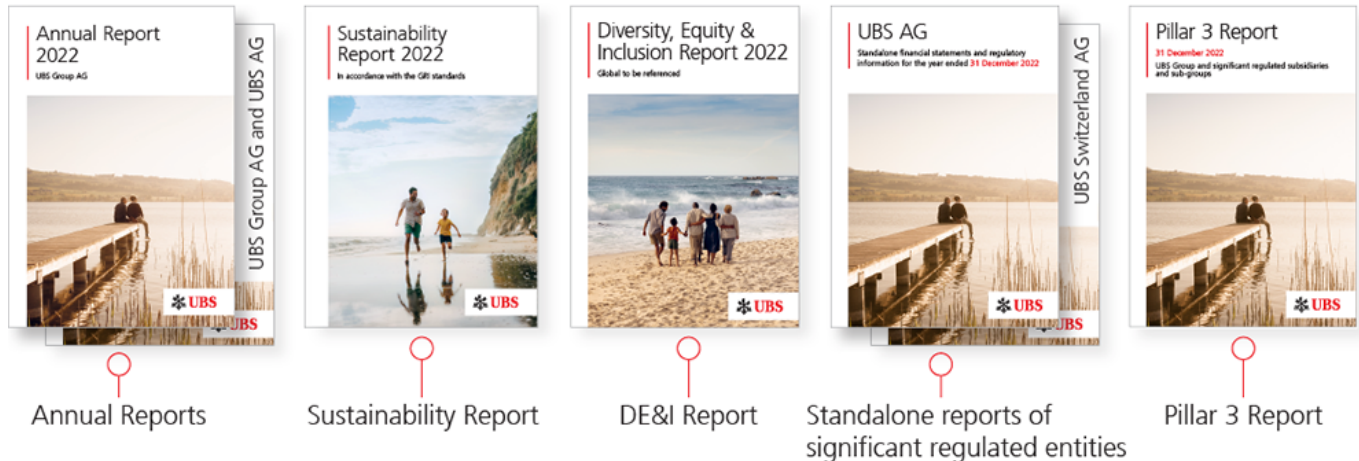 Annual Report
2022
UBS Group AG
UBS Group AG and UBS AG
UBS
UBS
Sustainability
Report 2022
In accordance with the GRI standards
UBS
Diversity, Equity &
Inclusion Report 2022
Global to be referenced
UBS
UBS AG
Standalone financial statements and regulatory
information for the year ended 31 December 2022
UBS Switzerland AG
UBS
UBS
Pillar 3 Report
31 December 2022
UBS Group and significant regulated subsidiaries
and sub-groups
UBS
Annual Reports
Sustainability Report
DE&I Report
Standalone reports of
significant regulated entities
Pillar 3 Report